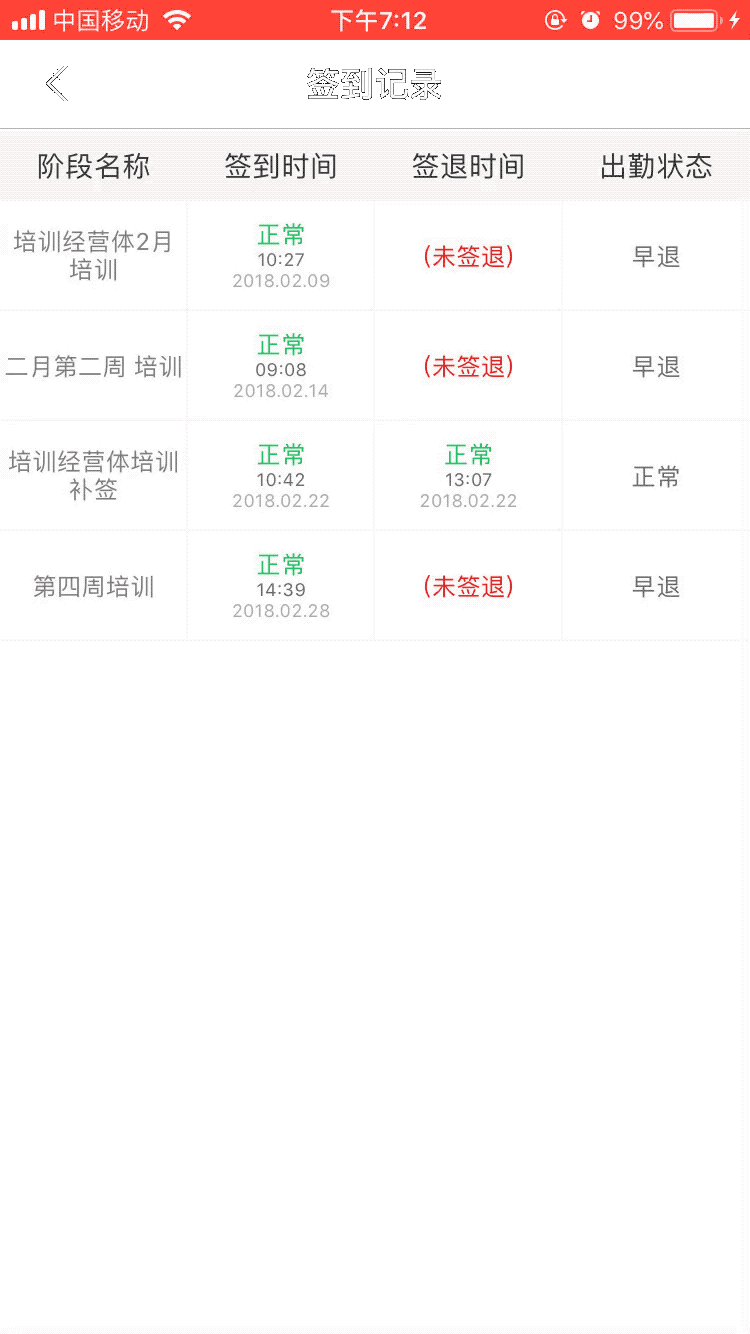 中国移动 下午7:12 99%
签到记录
阶段名称 签到时间 签退时间 出勤状态
培训经营体2月
培训
正常
10:27
2018.02.09
(未签退)
早退
二月第二周 培训
正常
09:08
2018.02.14
(未签退)
早退
培训经营体培训
补签
正常
10:42
2018.02.22
正常
13:07
2018.02.22
正常
第四周培训
正常
14:39
2018.02.28
(未签退)
早退